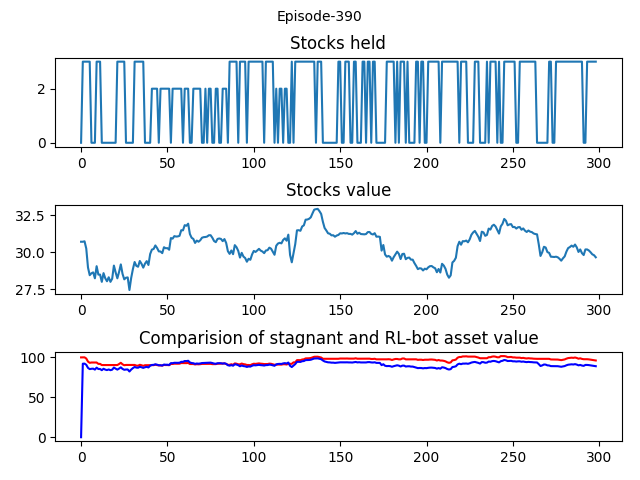 Episode-390
Stocks held
2
0
0 50 100 150 200 250 300
Stocks value
32.5
30.0
27.5
0 50 100 150 200 250 300
Comparision of stagnant and RL-bot asset value
100
50
0
0 50 100 150 200 250 300